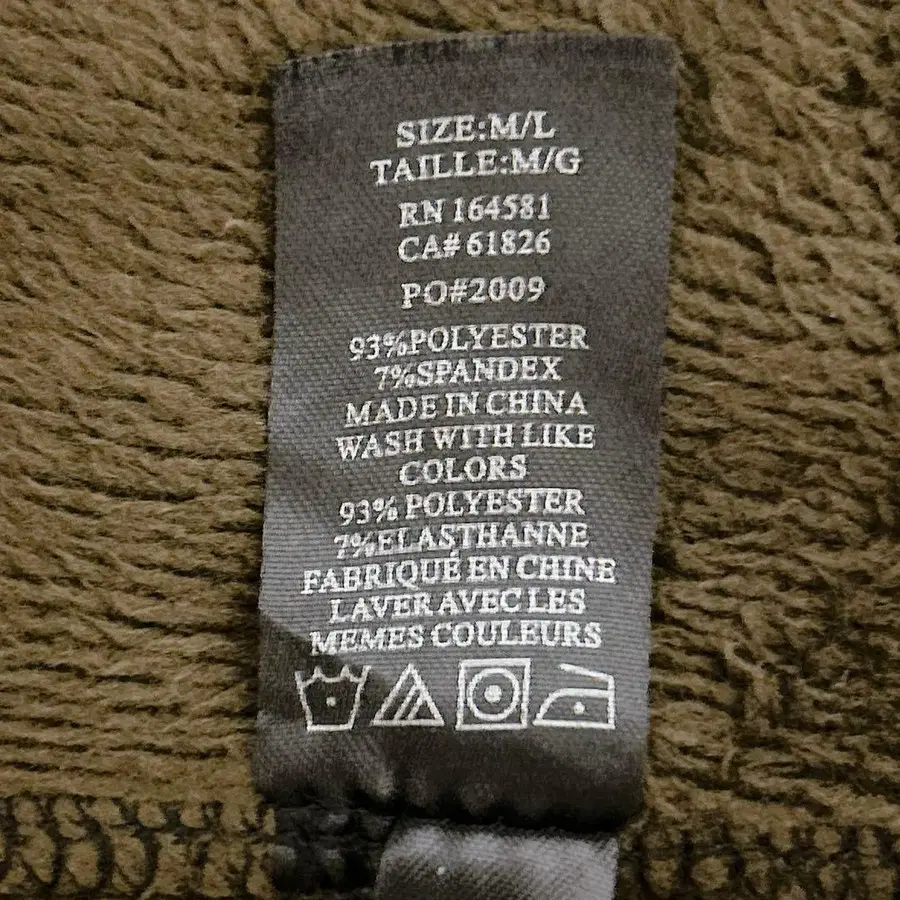 SIZE:M/L
TAILLE:M/G
RN 164581
CA# 61826
PO#2009
93%POLYESTER
7%SPANDEX
MADE IN CHINA
WASH WITH LIKE
COLORS
93% POLYESTER
7%ELASTHANNE
FABRIQUÉ EN CHINE
LAVER AVEC LES
MEMES COULEURS